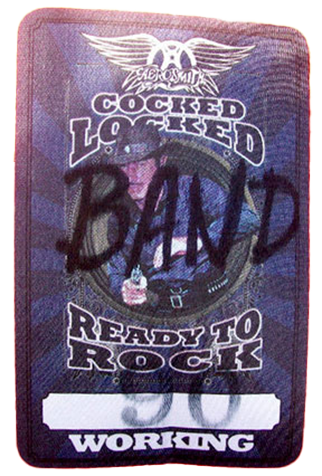 AEROSMITH
COCKED
LOCKED
BAND
READY TO
ROCK
90
WORKING